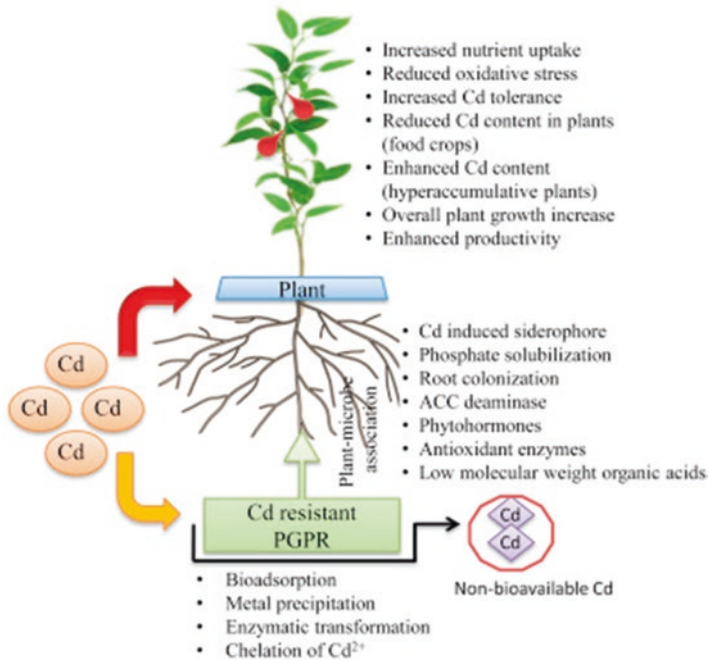 • Increased nutrient uptake
• Reduced oxidative stress
• Increased Cd tolerance
• Reduced Cd content in plants
(food crops)
• Enhanced Cd content
(hyperaccumulative plants)
• Overall plant growth increase
• Enhanced productivity
Plant
Cd
Cd
Cd
Cd
• Cd induced siderophore
• Phosphate solubilization
• Root colonization
• ACC deaminase
• Phytohormones
• Antioxidant enzymes
• Low molecular weight organic acids
Plant-microbe
association
Cd resistant
PGPR
Cd
Cd
Non-bioavailable Cd
• Bioadsorption
• Metal precipitation
• Enzymatic transformation
• Chelation of Cd²⁺